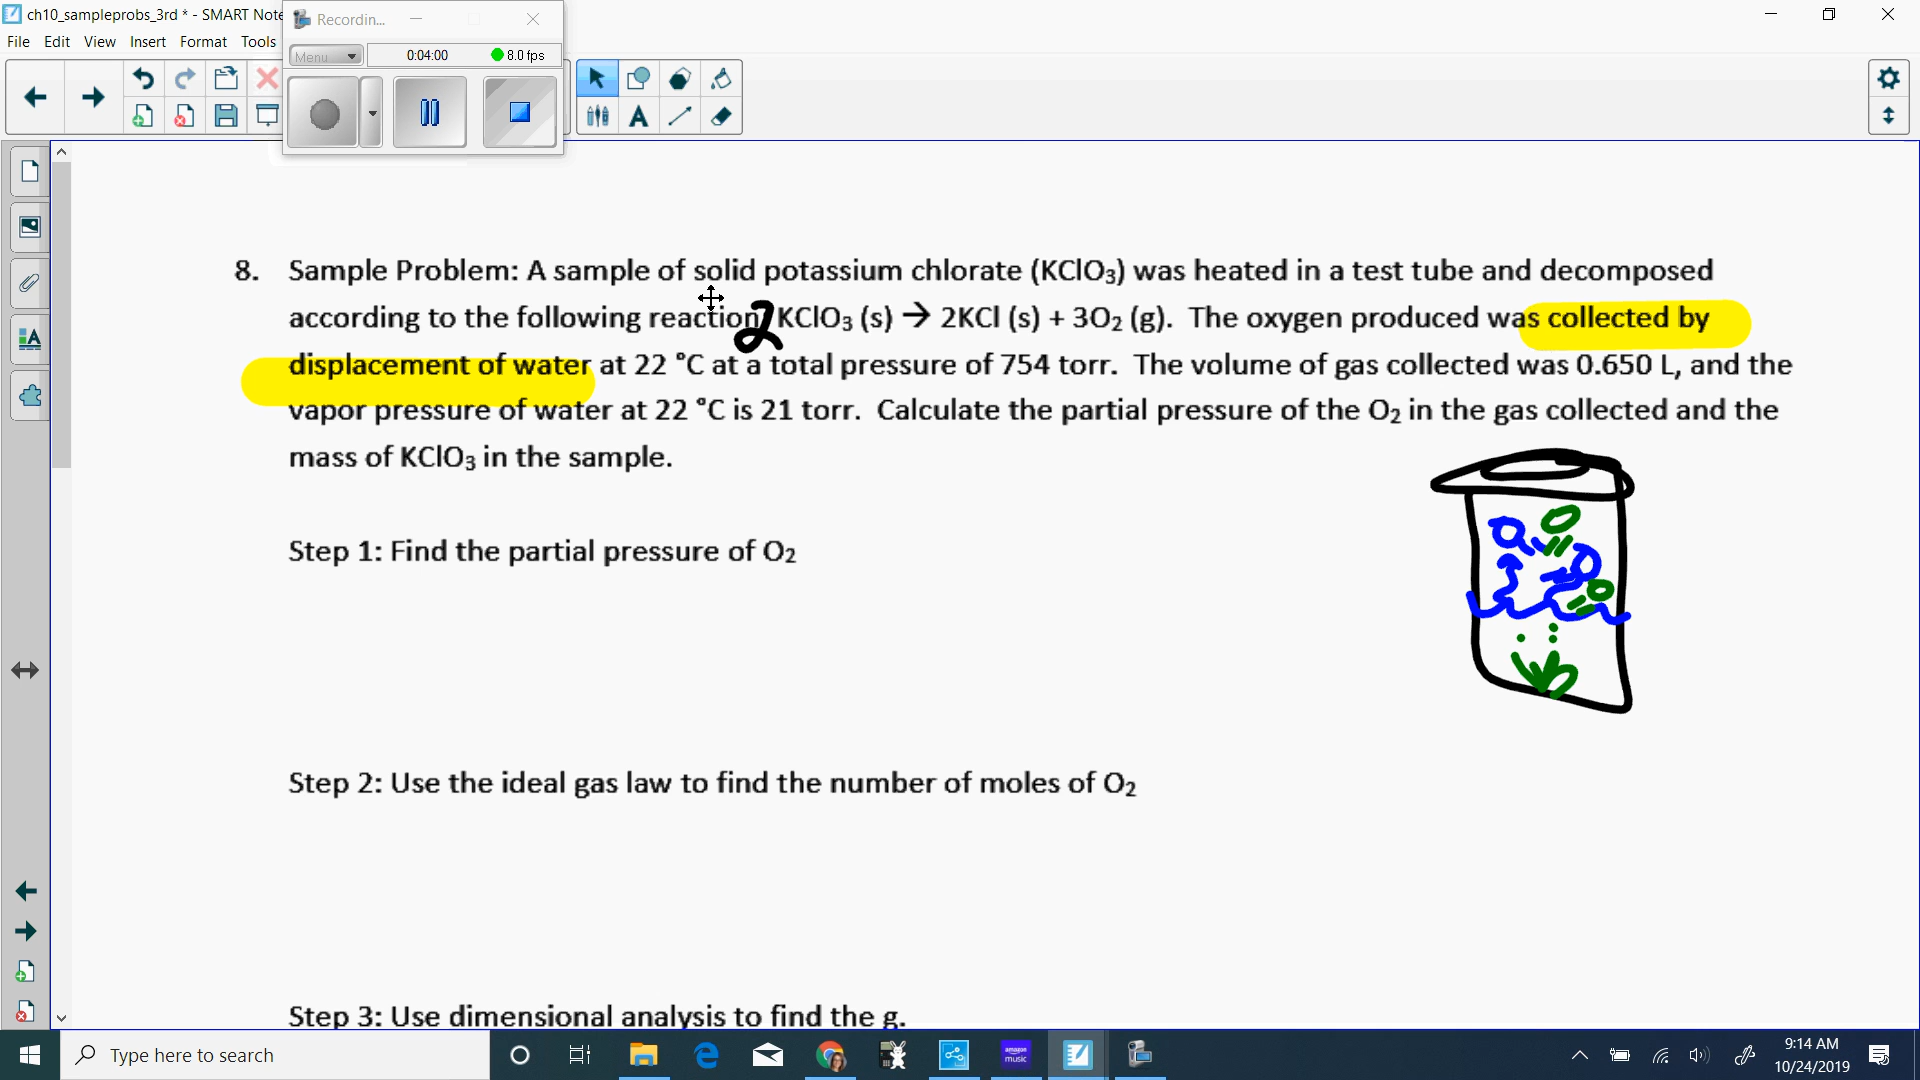 ch10_sampleprobs_3rd * - SMART Note
Recordin...
File Edit View Insert Format Tools
Menu 0:04:00 8.0 fps
8. Sample Problem: A sample of solid potassium chlorate (KClO₃) was heated in a test tube and decomposed
according to the following reaction 2 KClO₃ (s) → 2KCl (s) + 3O₂ (g). The oxygen produced was collected by
displacement of water at 22 °C at a total pressure of 754 torr. The volume of gas collected was 0.650 L, and the
vapor pressure of water at 22 °C is 21 torr. Calculate the partial pressure of the O₂ in the gas collected and the
mass of KClO₃ in the sample.
Step 1: Find the partial pressure of O₂
Step 2: Use the ideal gas law to find the number of moles of O₂
Step 3: Use dimensional analysis to find the g.
Type here to search
amazon music
9:14 AM
10/24/2019